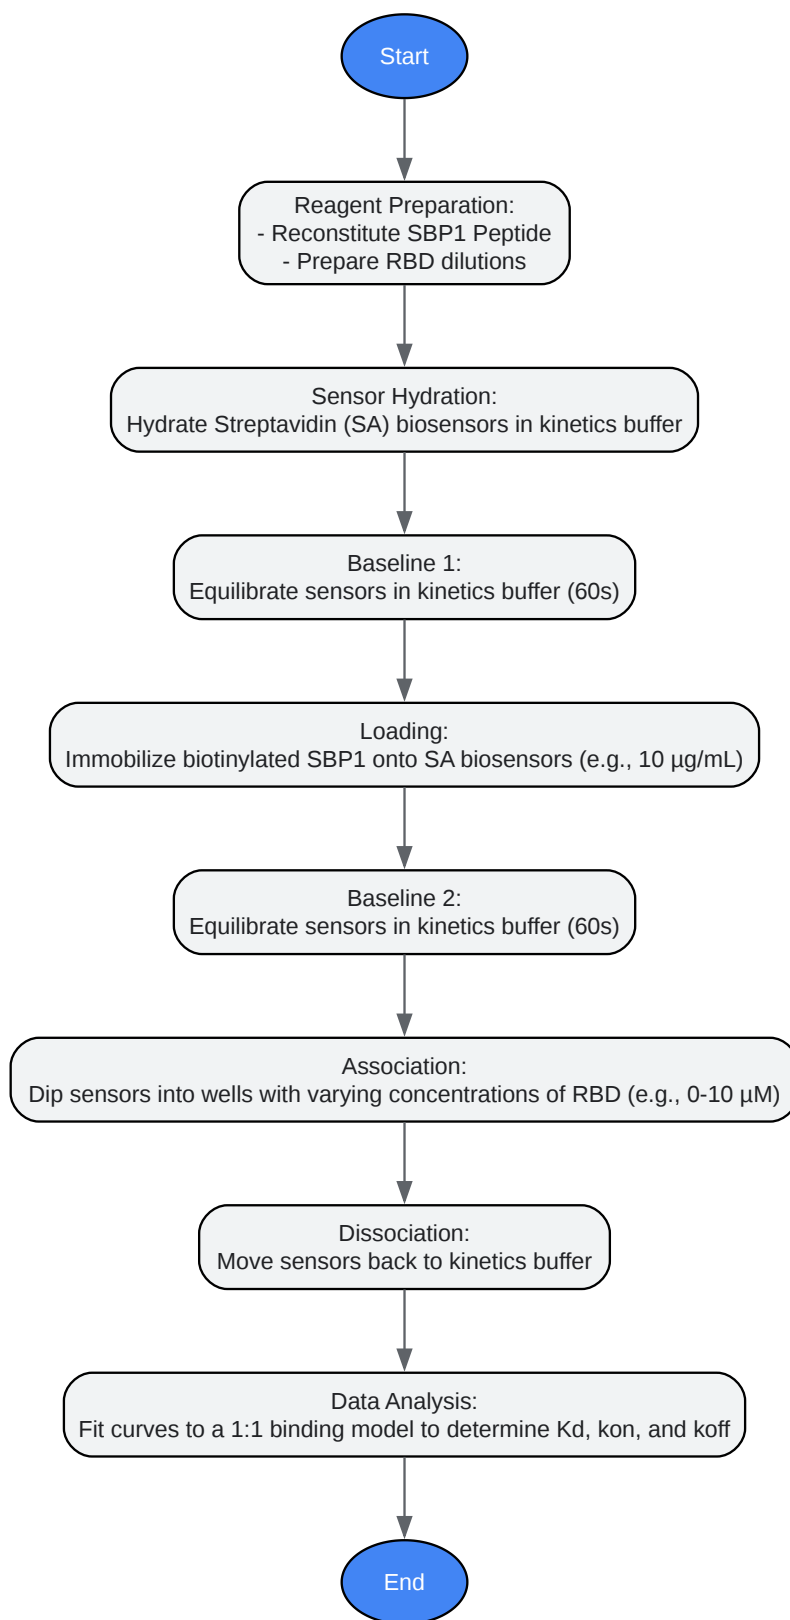 Start
Reagent Preparation:
- Reconstitute SBP1 Peptide
- Prepare RBD dilutions
Sensor Hydration:
Hydrate Streptavidin (SA) biosensors in kinetics buffer
Baseline 1:
Equilibrate sensors in kinetics buffer (60s)
Loading:
Immobilize biotinylated SBP1 onto SA biosensors (e.g., 10 µg/mL)
Baseline 2:
Equilibrate sensors in kinetics buffer (60s)
Association:
Dip sensors into wells with varying concentrations of RBD (e.g., 0-10 µM)
Dissociation:
Move sensors back to kinetics buffer
Data Analysis:
Fit curves to a 1:1 binding model to determine Kd, kon, and koff
End